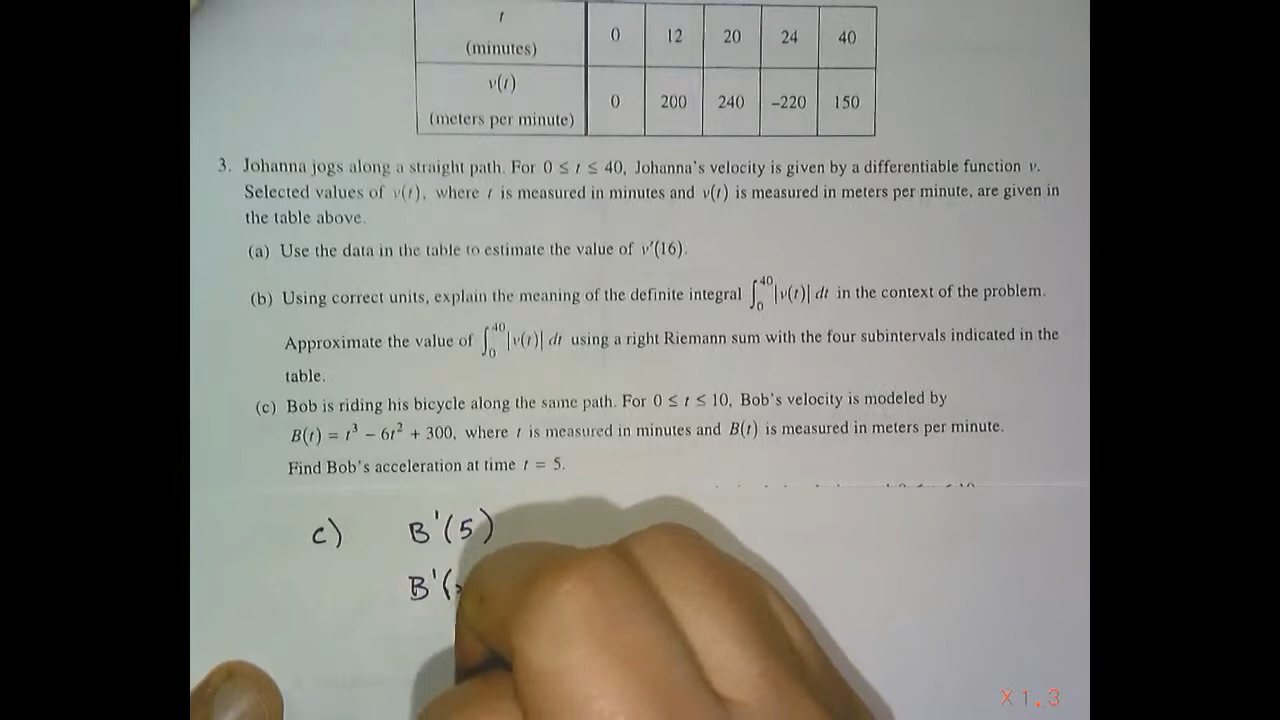 t
(minutes) 0 12 20 24 40
v(t)
(meters per minute) 0 200 240 −220 150
3. Johanna jogs along a straight path. For 0 ≤ t ≤ 40, Johanna's velocity is given by a differentiable function v.
Selected values of v(t), where t is measured in minutes and v(t) is measured in meters per minute, are given in
the table above.
(a) Use the data in the table to estimate the value of v′(16).
(b) Using correct units, explain the meaning of the definite integral ∫₀⁴⁰ |v(t)| dt in the context of the problem.
Approximate the value of ∫₀⁴⁰ |v(t)| dt using a right Riemann sum with the four subintervals indicated in the
table.
(c) Bob is riding his bicycle along the same path. For 0 ≤ t ≤ 10, Bob's velocity is modeled by
B(t) = t³ − 6t² + 300, where t is measured in minutes and B(t) is measured in meters per minute.
Find Bob's acceleration at time t = 5.
c) B'(5)
B'(
X1.3